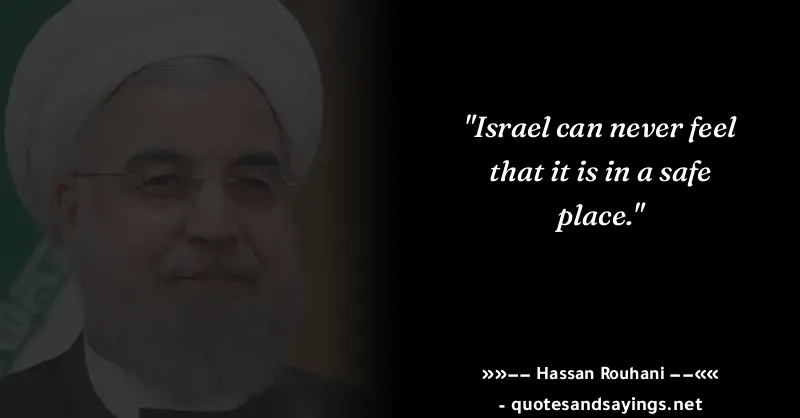 "Israel can never feel
that it is in a safe
place."
»»−− Hassan Rouhani −−««
- quotesandsayings.net